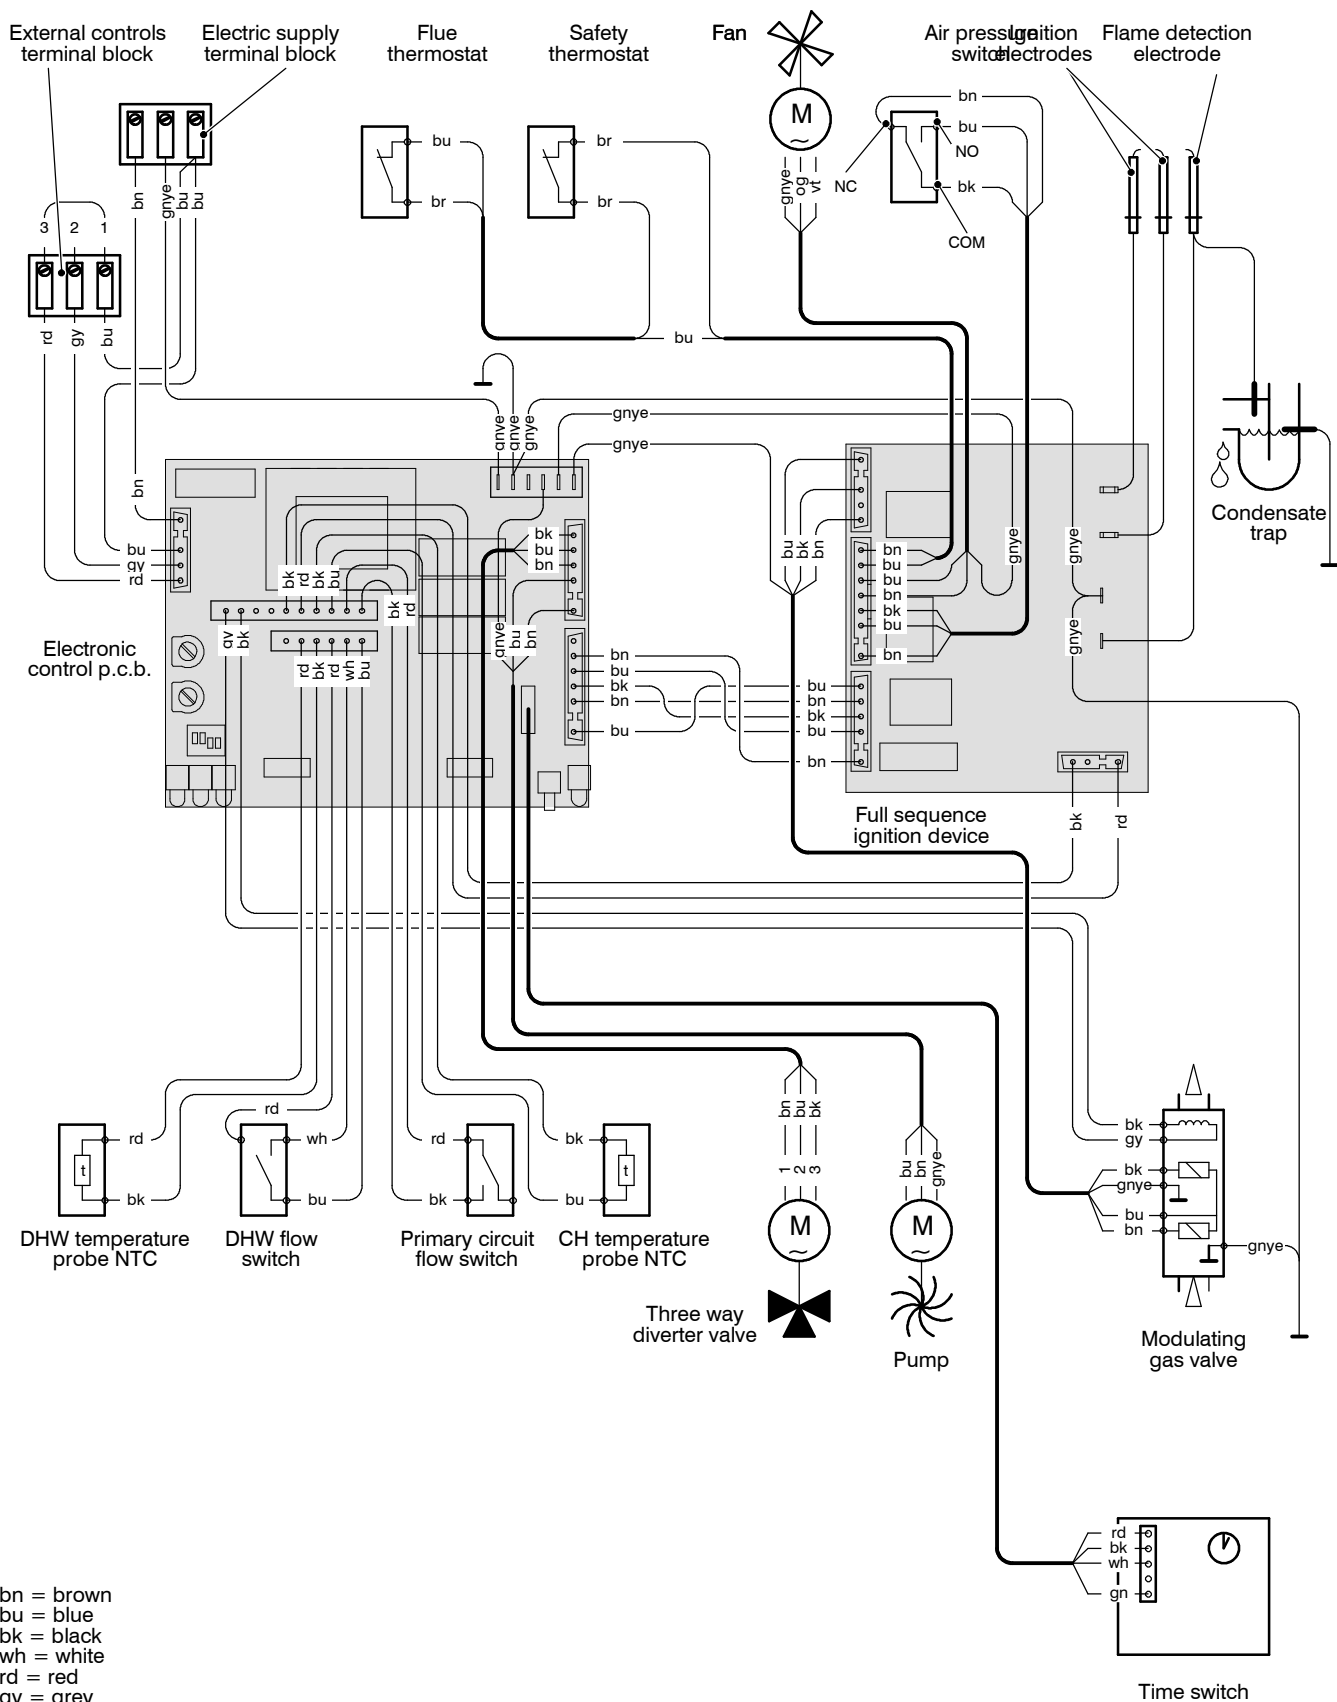 External controls
terminal block
Electric supply
terminal block
Flue
thermostat
Safety
thermostat
Fan
Air pressure
switch
Ignition
electrodes
Flame detection
electrode
M
~
bn
bu
NO
NC
bk
COM
bu
br
br
br
gnye
og
vt
bn
gnye
bu
bu
3
2
1
rd
gy
bu
bu
gnye
gnye
gnye
gnye
gnye
bn
bu
gy
rd
bk
rd
bk
bu
bk
rd
gy
bk
rd
bk
rd
wh
bu
bk
bu
bn
gnye
bu
bn
bn
bu
bk
bn
bu
bu
bk
bn
bn
bu
bu
bn
bk
bu
bn
bu
bn
bk
bu
bn
gnye
gnye
gnye
Condensate
trap
Electronic
control p.c.b.
Full sequence
ignition device
bk
rd
rd
bk
t
DHW temperature
probe NTC
rd
wh
bu
DHW flow
switch
rd
bk
Primary circuit
flow switch
bk
bu
t
CH temperature
probe NTC
bn
bu
bk
1
2
3
M
~
Three way
diverter valve
bu
bn
gnye
M
~
Pump
bk
gy
bk
gnye
bu
bn
gnye
Modulating
gas valve
rd
bk
wh
gn
Time switch
bn = brown
bu = blue
bk = black
wh = white
rd = red
gy = grey